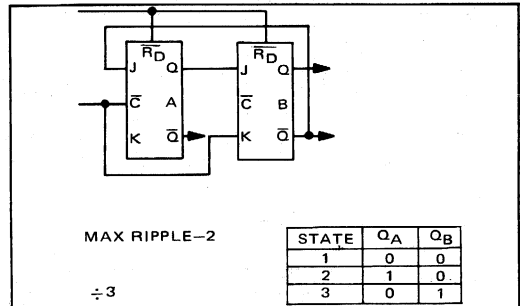 R̅D̅ R̅D̅
J Q J Q
C̅ A C̅ B
K Q̅ K Q̅
MAX RIPPLE–2
÷3
STATE QA QB
1 0 0
2 1 0
3 0 1